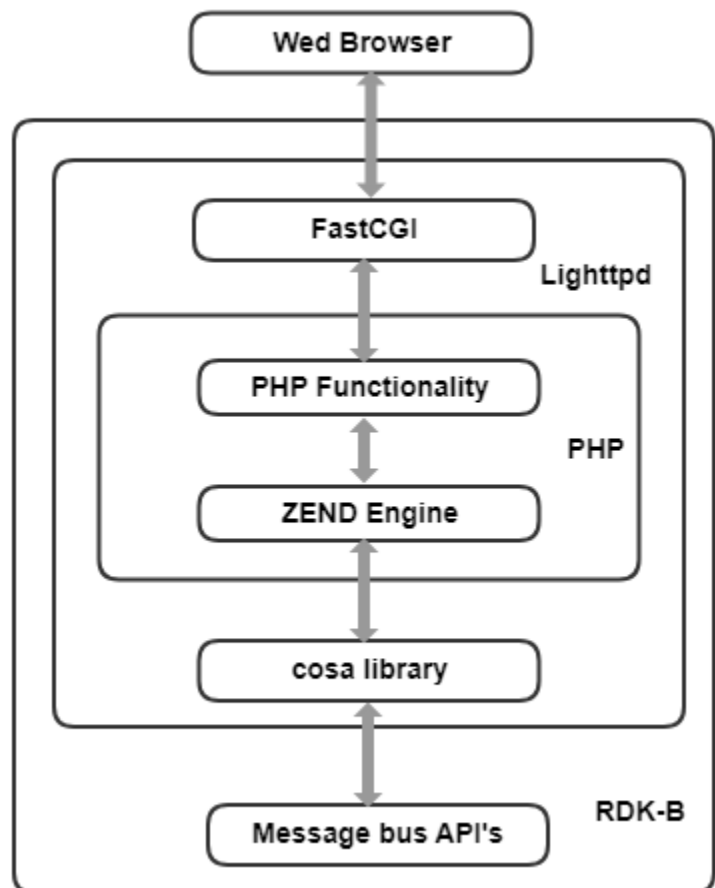 Wed Browser
FastCGI
Lighttpd
PHP Functionality
PHP
ZEND Engine
cosa library
RDK-B
Message bus API's